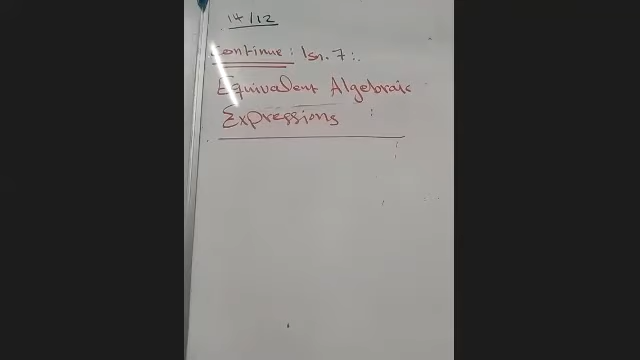 14/12
Continue: lsn. 7:.
Equivalent Algebraic
Expressions :